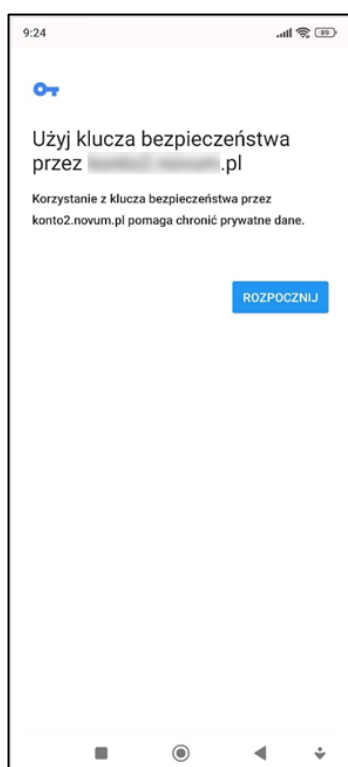 9:24
89
Użyj klucza bezpieczeństwa
przez .pl
Korzystanie z klucza bezpieczeństwa przez
konto2.novum.pl pomaga chronić prywatne dane.
ROZPOCZNIJ